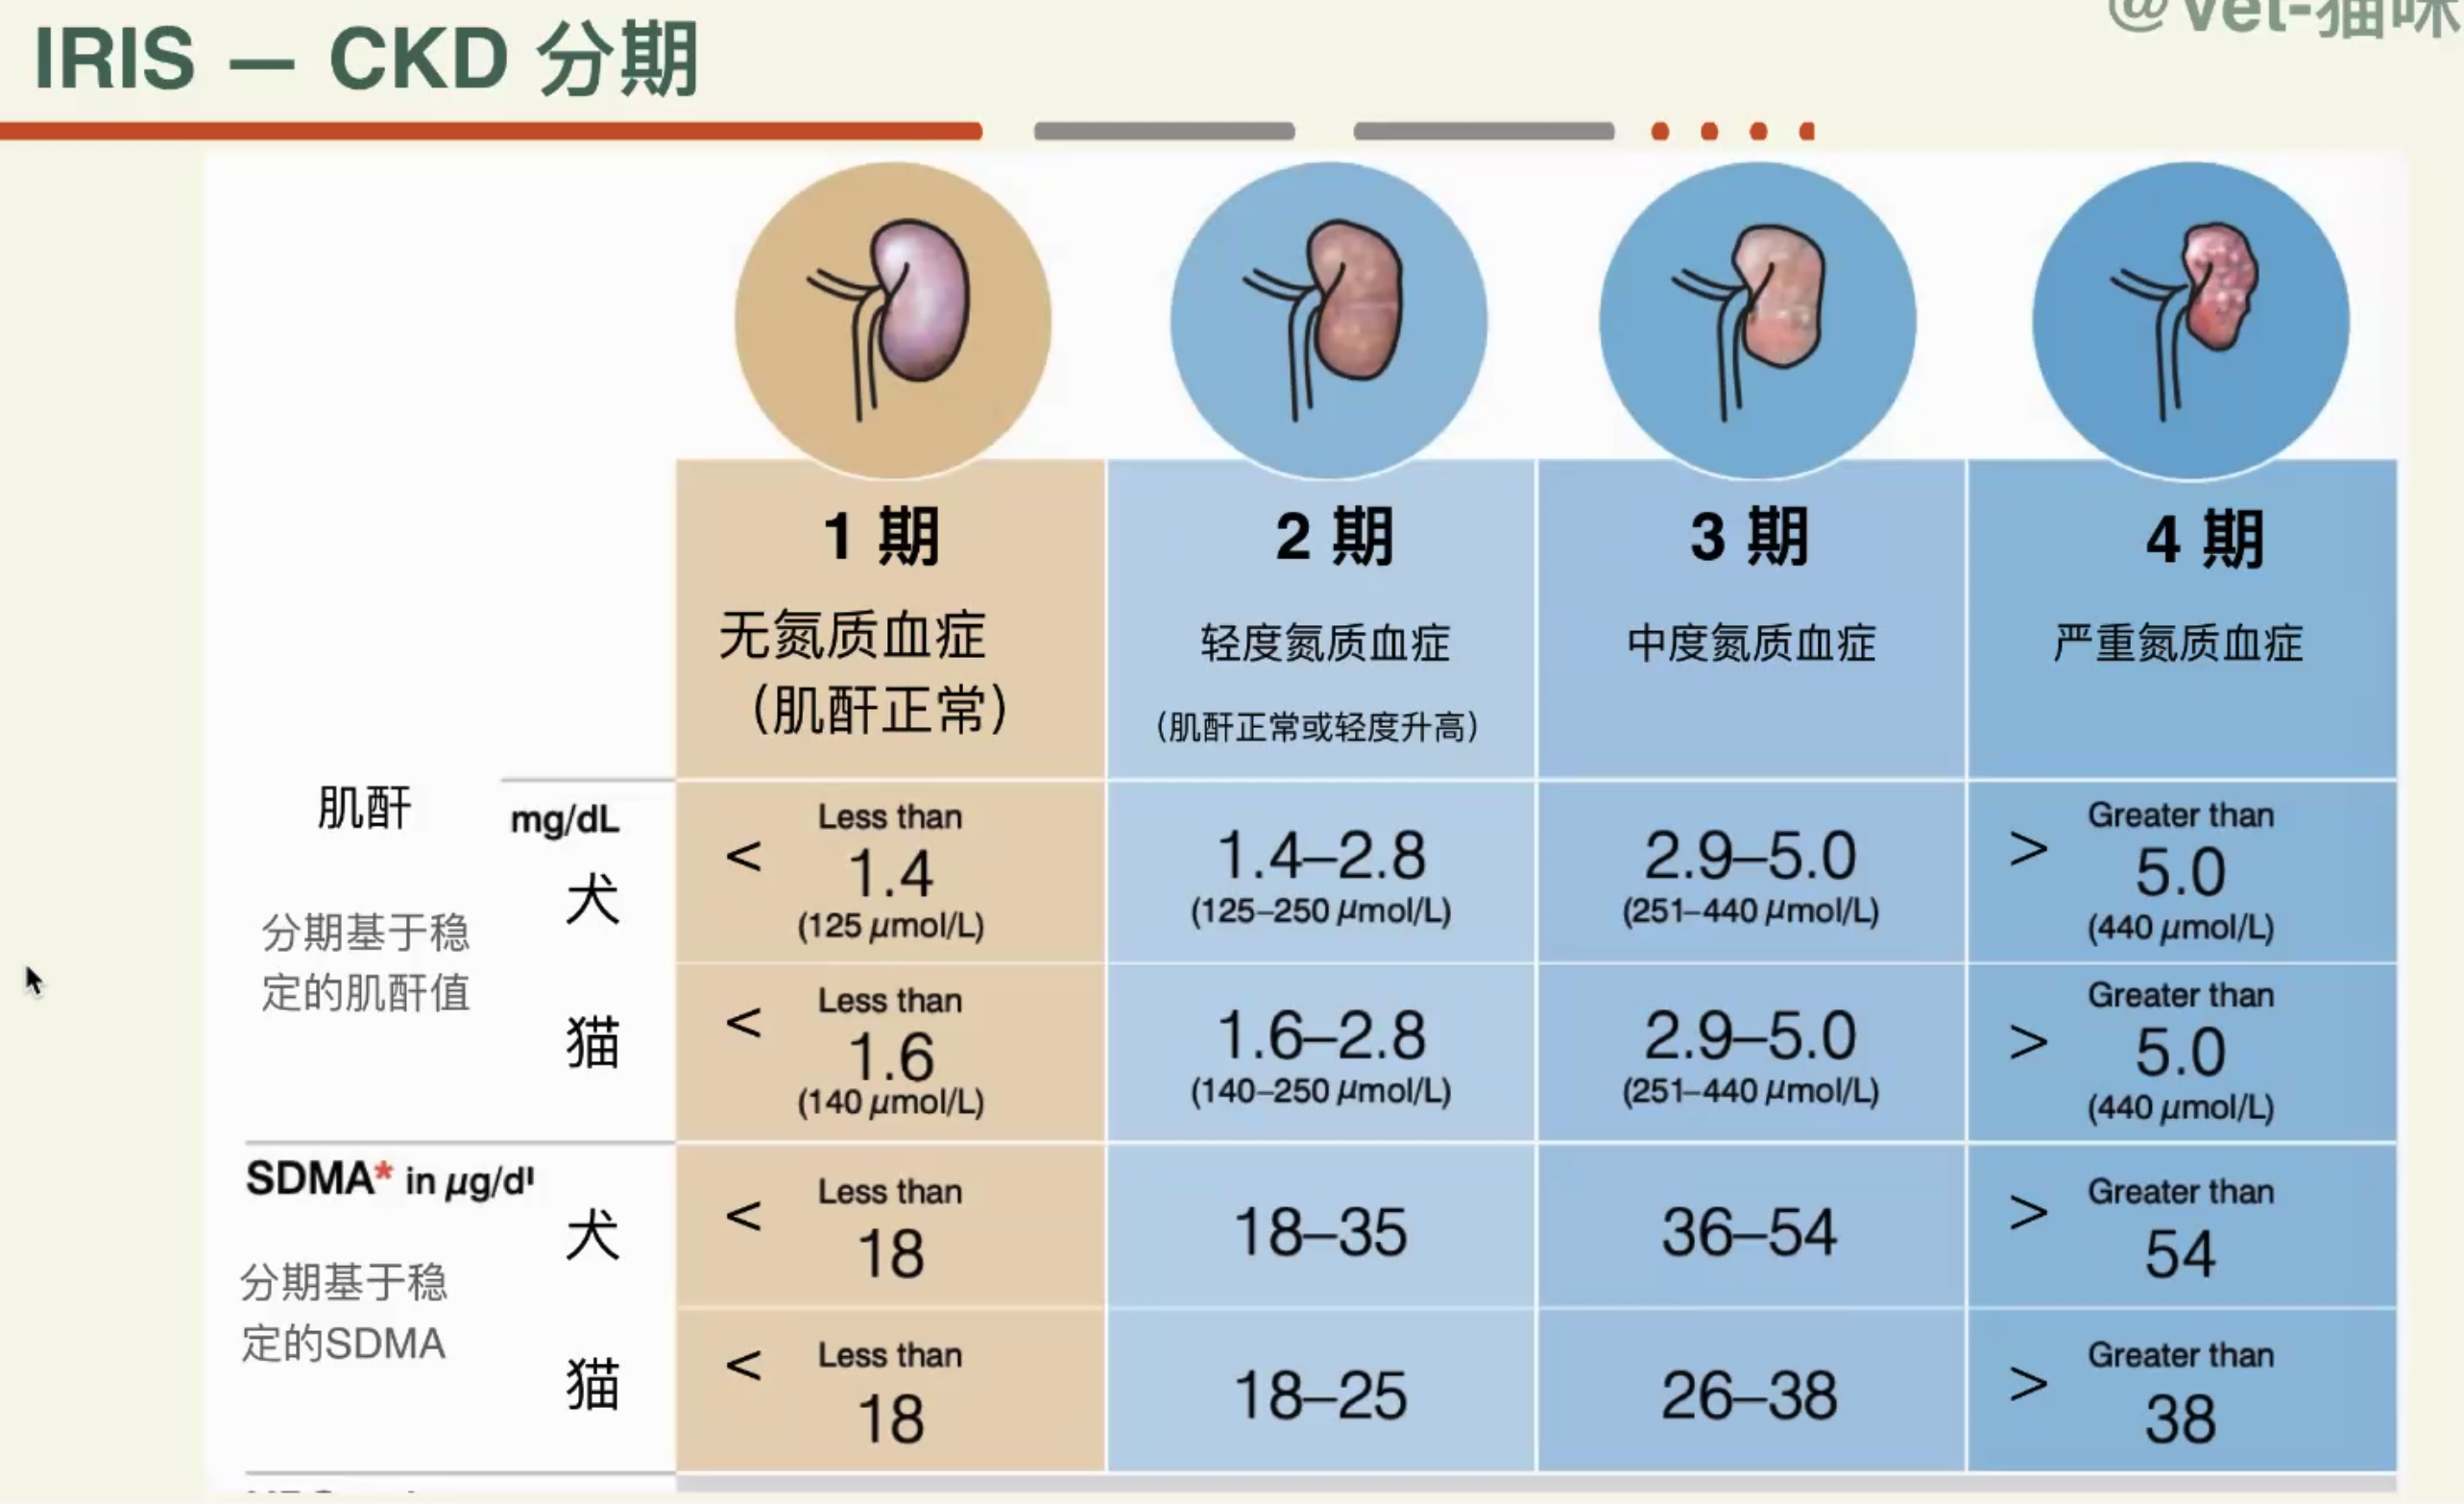 IRIS — CKD 分期
@Vet-猫咪
1 期
2 期
3 期
4 期
无氮质血症
(肌酐正常)
轻度氮质血症
(肌酐正常或轻度升高)
中度氮质血症
严重氮质血症
肌酐
mg/dL
分期基于稳
定的肌酐值
犬
< Less than
1.4
(125 μmol/L)
1.4–2.8
(125–250 μmol/L)
2.9–5.0
(251–440 μmol/L)
> Greater than
5.0
(440 μmol/L)
猫
< Less than
1.6
(140 μmol/L)
1.6–2.8
(140–250 μmol/L)
2.9–5.0
(251–440 μmol/L)
> Greater than
5.0
(440 μmol/L)
SDMA* in μg/dl
分期基于稳
定的SDMA
犬
< Less than
18
18–35
36–54
> Greater than
54
猫
< Less than
18
18–25
26–38
> Greater than
38